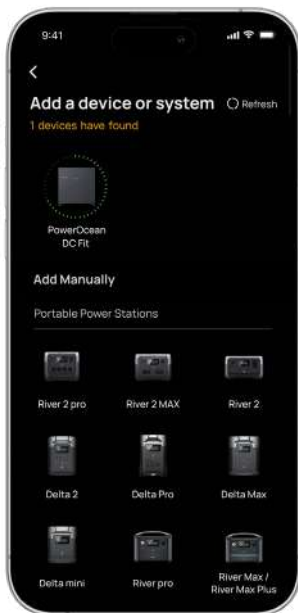 9:41
Add a device or system
Refresh
1 devices have found
PowerOcean
DC Fit
Add Manually
Portable Power Stations
River 2 pro
River 2 MAX
River 2
Delta 2
Delta Pro
Delta Max
Delta mini
River pro
River Max /
River Max Plus